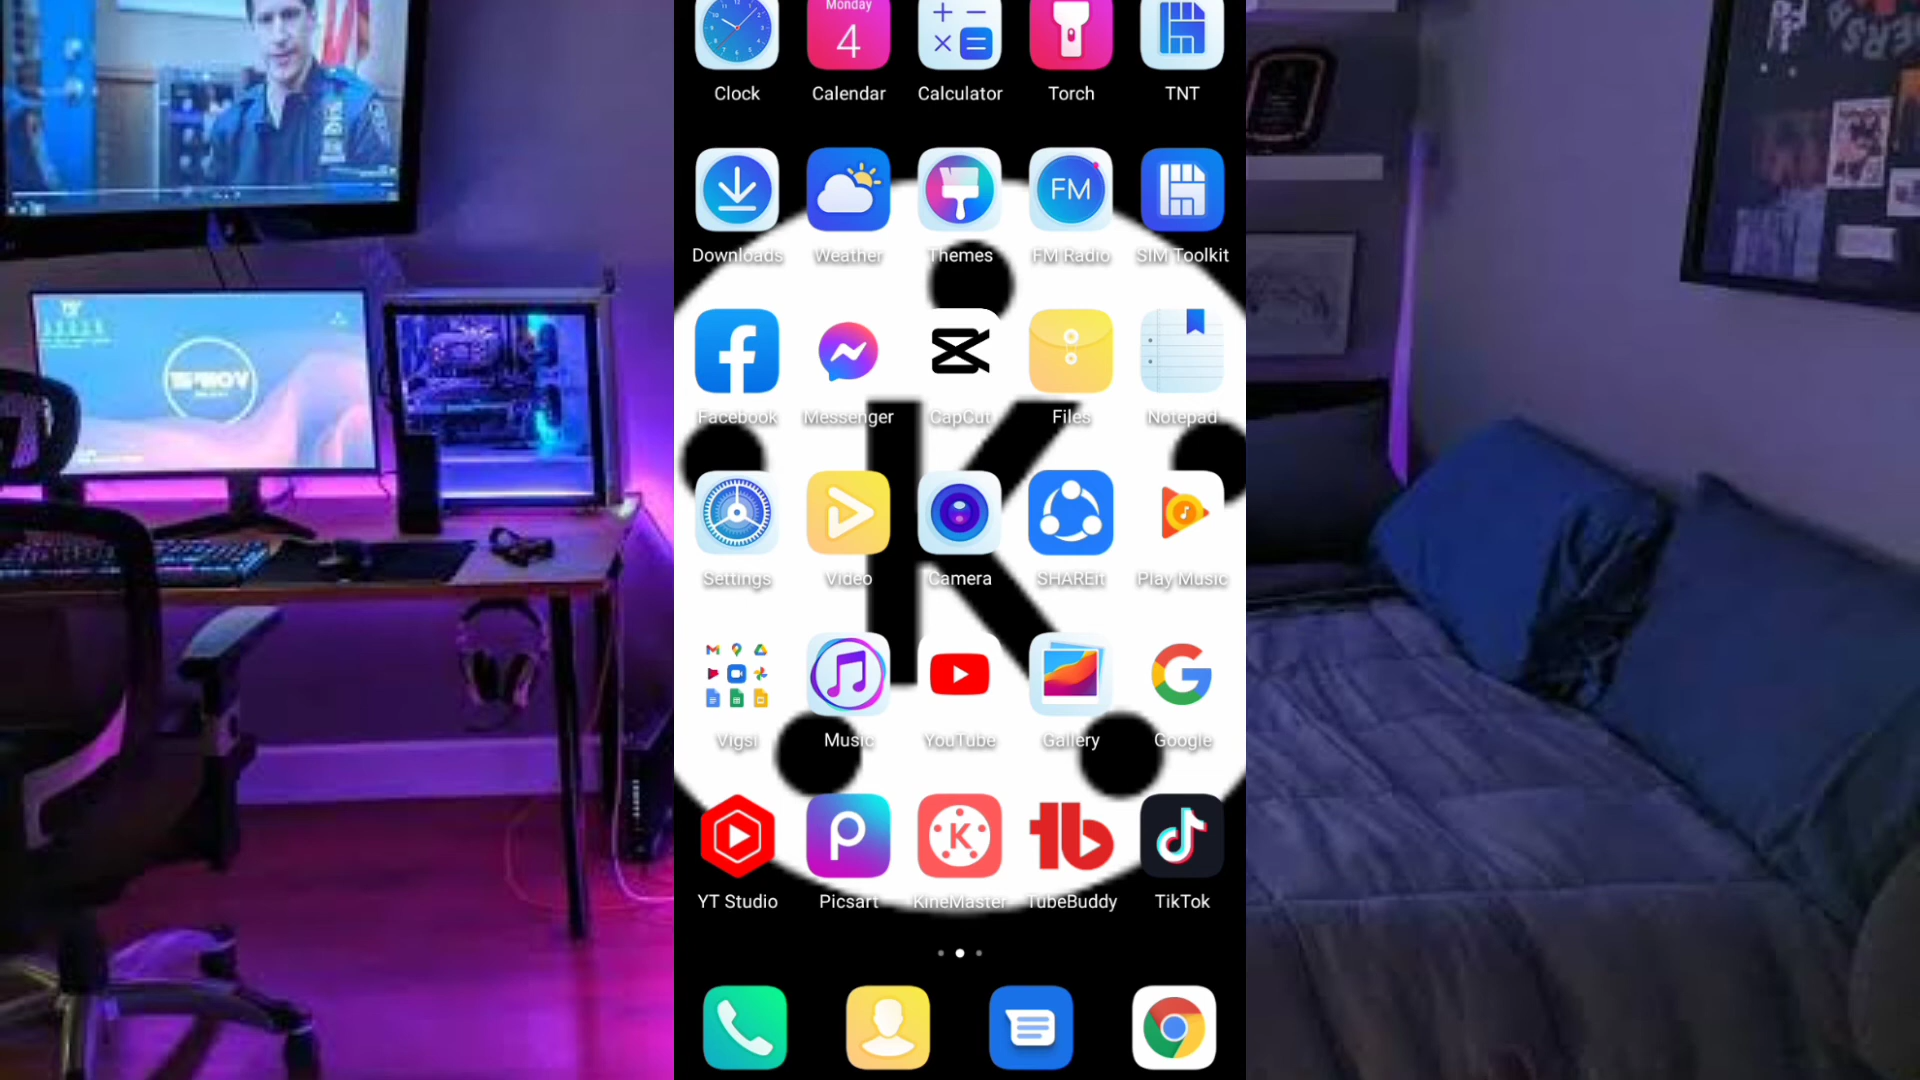 Monday
4
Clock Calendar Calculator Torch TNT
FM
Downloads Weather Themes FM Radio SIM Toolkit
Facebook Messenger CapCut Files Notepad
K
Settings Video Camera SHAREit Play Music
Vigsi Music YouTube Gallery Google
K
tb
YT Studio Picsart KineMaster TubeBuddy TikTok